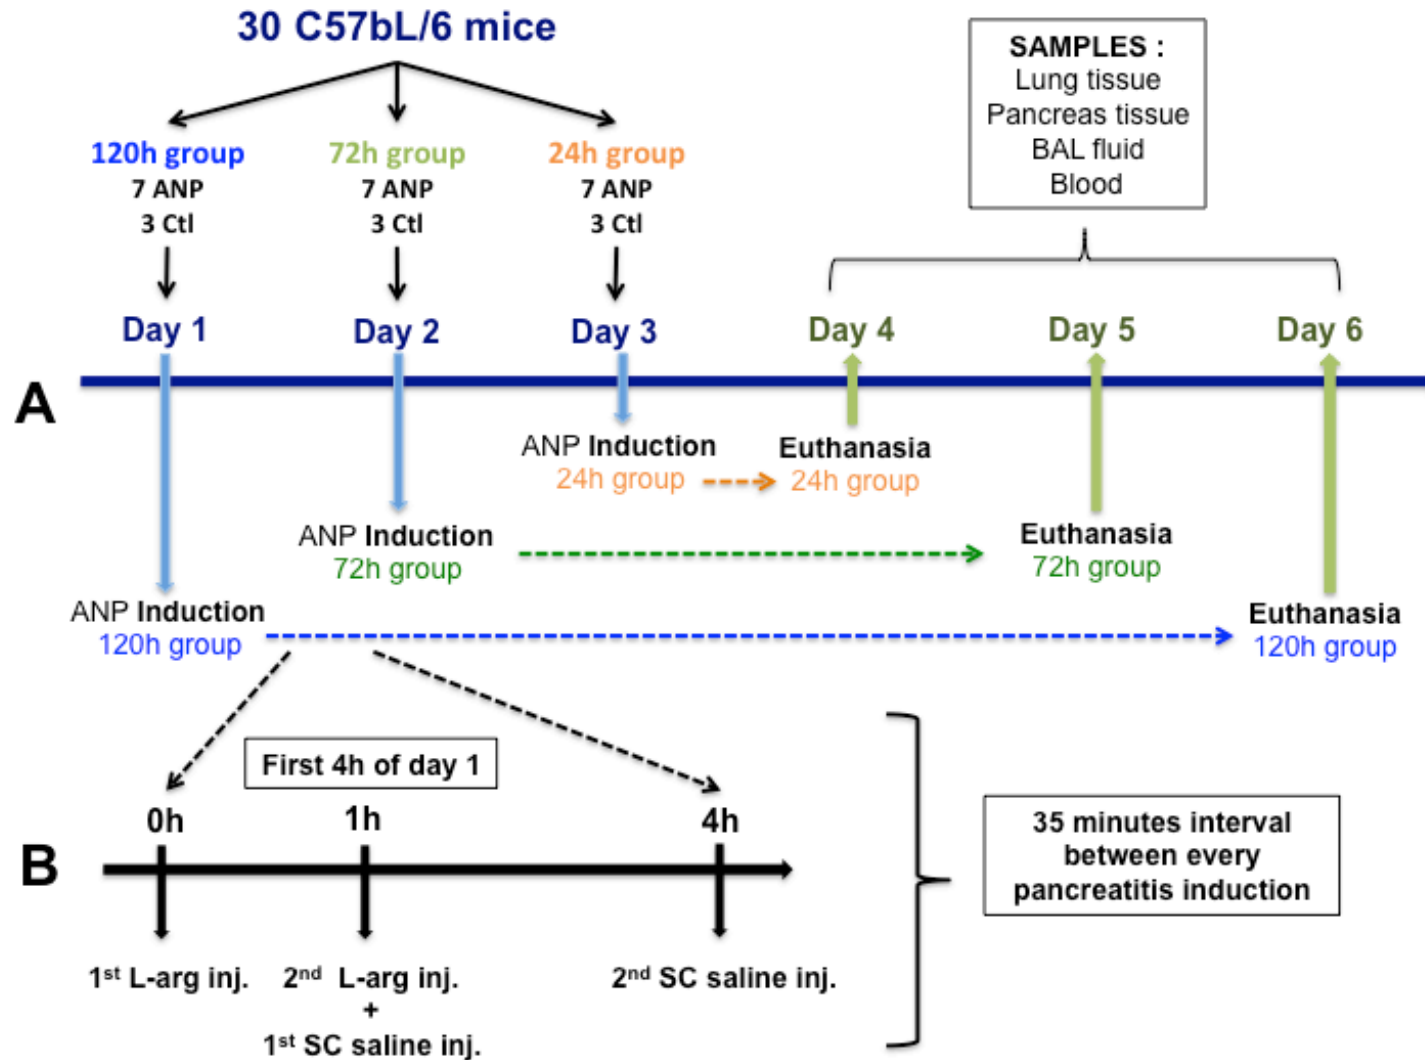 30 C57bL/6 mice
SAMPLES :
Lung tissue
Pancreas tissue
BAL fluid
Blood
120h group
7 ANP
3 Ctl
72h group
7 ANP
3 Ctl
24h group
7 ANP
3 Ctl
Day 1
Day 2
Day 3
Day 4
Day 5
Day 6
A
ANP Induction
24h group
Euthanasia
24h group
ANP Induction
72h group
Euthanasia
72h group
ANP Induction
120h group
Euthanasia
120h group
First 4h of day 1
0h
1h
4h
B
1st L-arg inj.
2nd L-arg inj.
+
1st SC saline inj.
2nd SC saline inj.
35 minutes interval
between every
pancreatitis induction